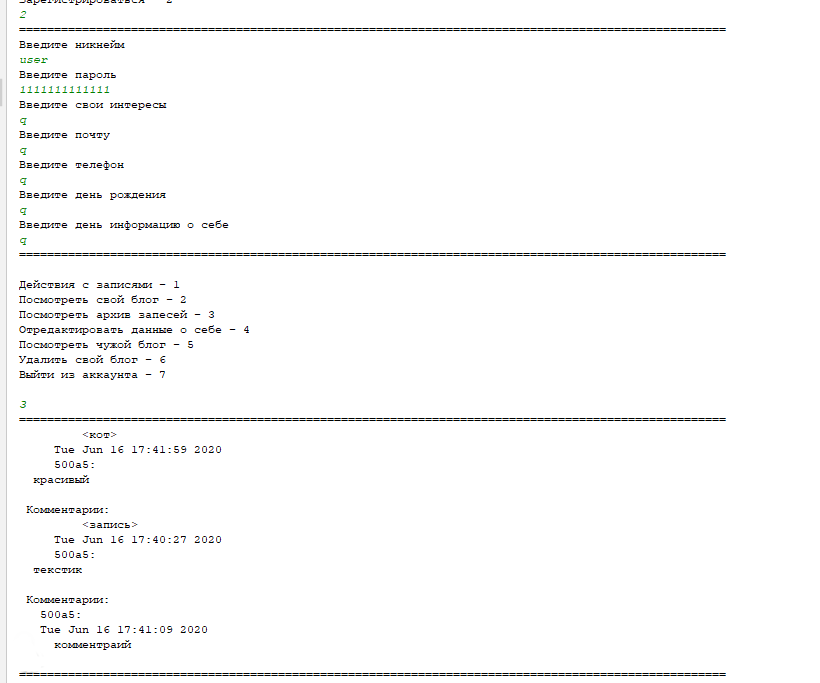 Зарегистрироваться - 2
2
=====================================================================================================
Введите никнейм
user
Введите пароль
1111111111111
Введите свои интересы
q
Введите почту
q
Введите телефон
q
Введите день рождения
q
Введите день информацию о себе
q
=====================================================================================================
Действия с записями - 1
Посмотреть свой блог - 2
Посмотреть архив запесей - 3
Отредактировать данные о себе - 4
Посмотреть чужой блог - 5
Удалить свой блог - 6
Выйти из аккаунта - 7
3
=====================================================================================================
<кот>
Tue Jun 16 17:41:59 2020
500a5:
красивый
Комментарии:
<запись>
Tue Jun 16 17:40:27 2020
500a5:
текстик
Комментарии:
500a5:
Tue Jun 16 17:41:09 2020
комментраий
=====================================================================================================